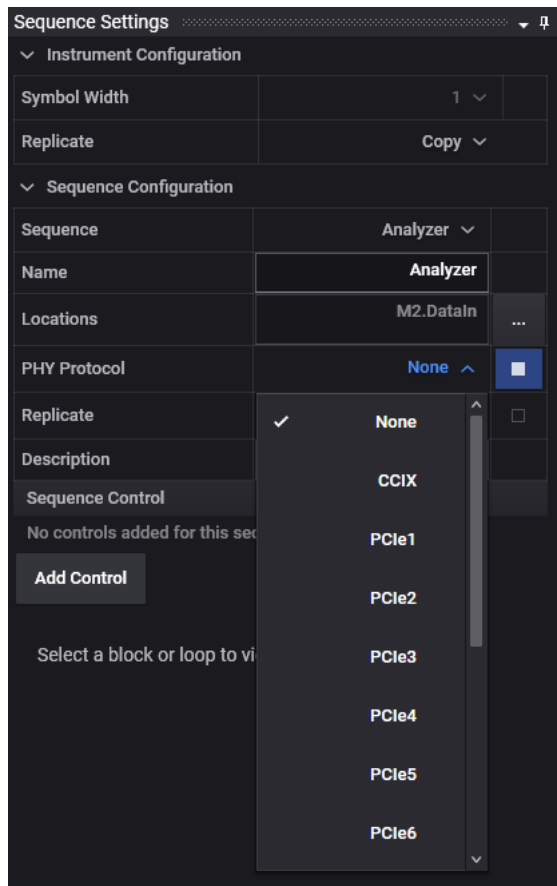 Sequence Settings
Instrument Configuration
Symbol Width 1
Replicate Copy
Sequence Configuration
Sequence Analyzer
Name Analyzer
Locations M2.DataIn ...
PHY Protocol None
Replicate None
Description CCIX
Sequence Control
No controls added for this
PCIe1
Add Control
PCIe2
Select a block or loop to
PCIe3
PCIe4
PCIe5
PCIe6